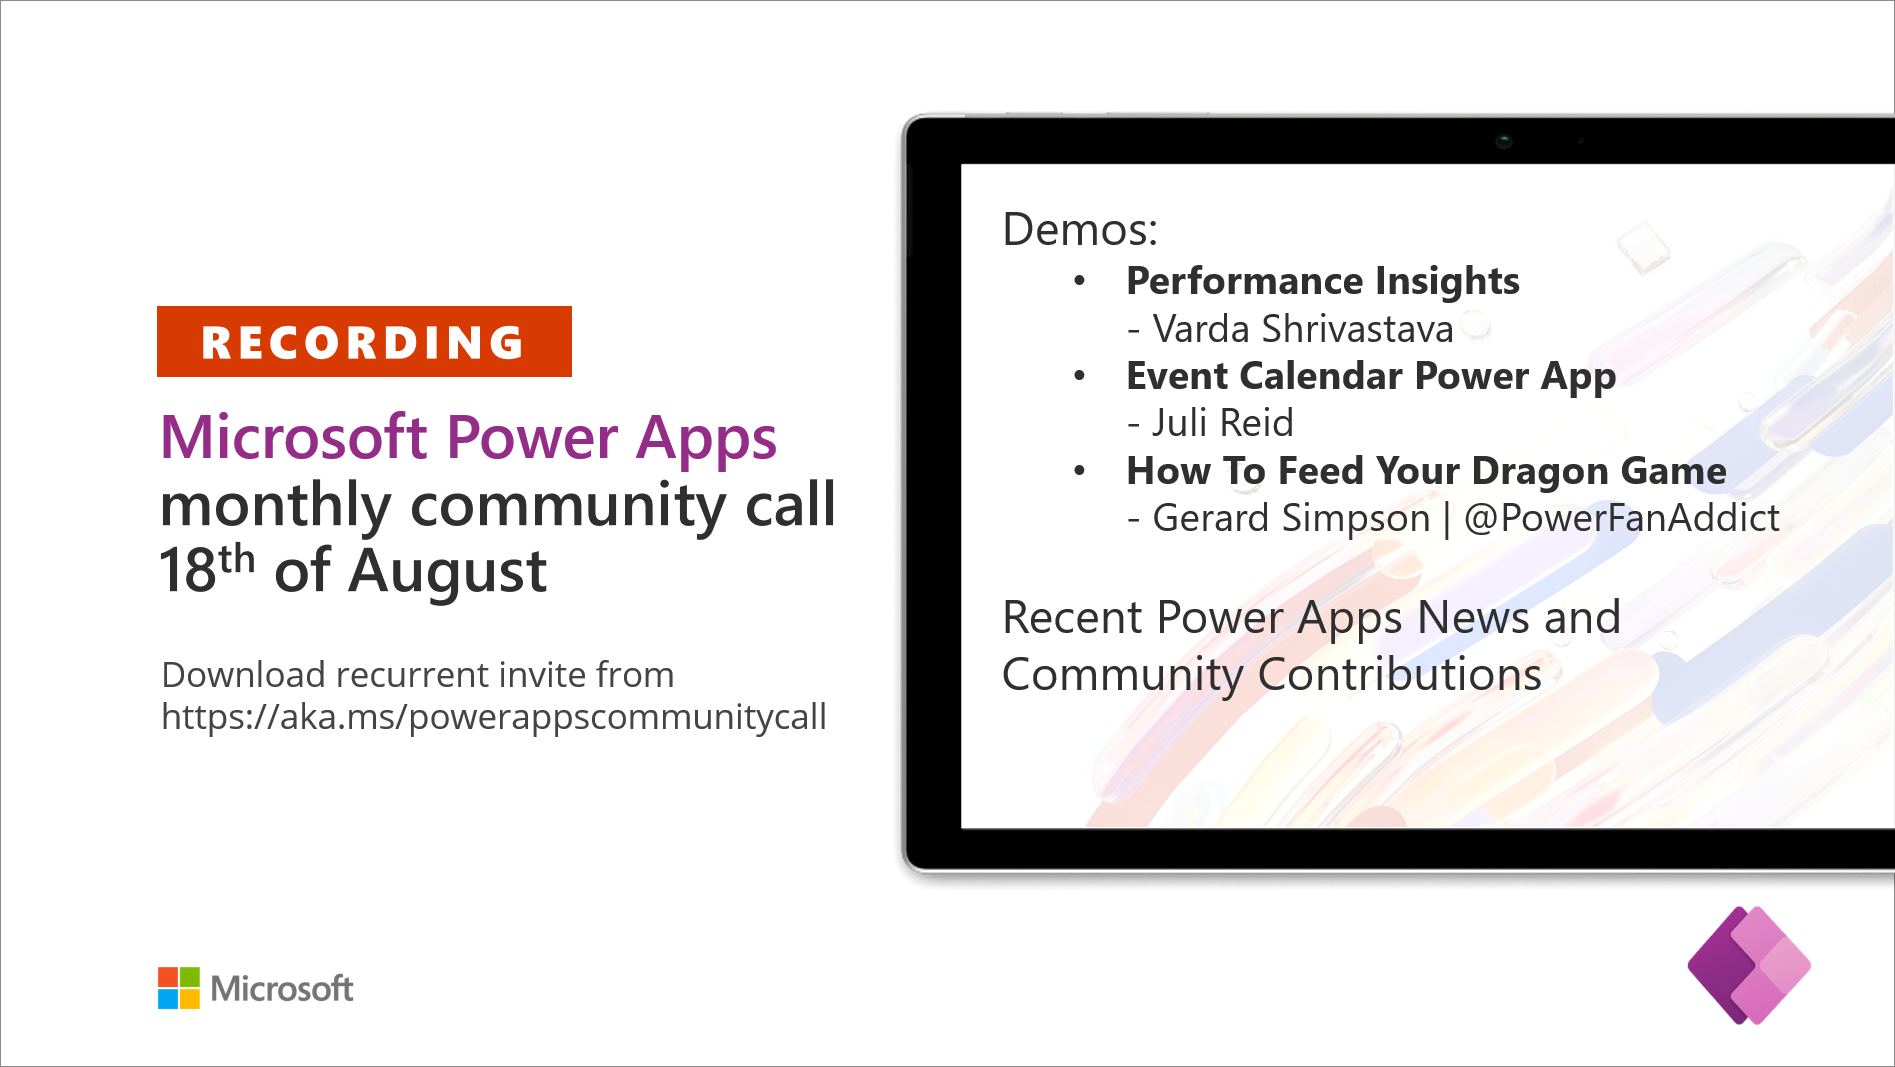 RECORDING
Microsoft Power Apps
monthly community call
18th of August
Download recurrent invite from
https://aka.ms/powerappscommunitycall
Microsoft
Demos:
• Performance Insights
- Varda Shrivastava
• Event Calendar Power App
- Juli Reid
• How To Feed Your Dragon Game
- Gerard Simpson | @PowerFanAddict
Recent Power Apps News and
Community Contributions